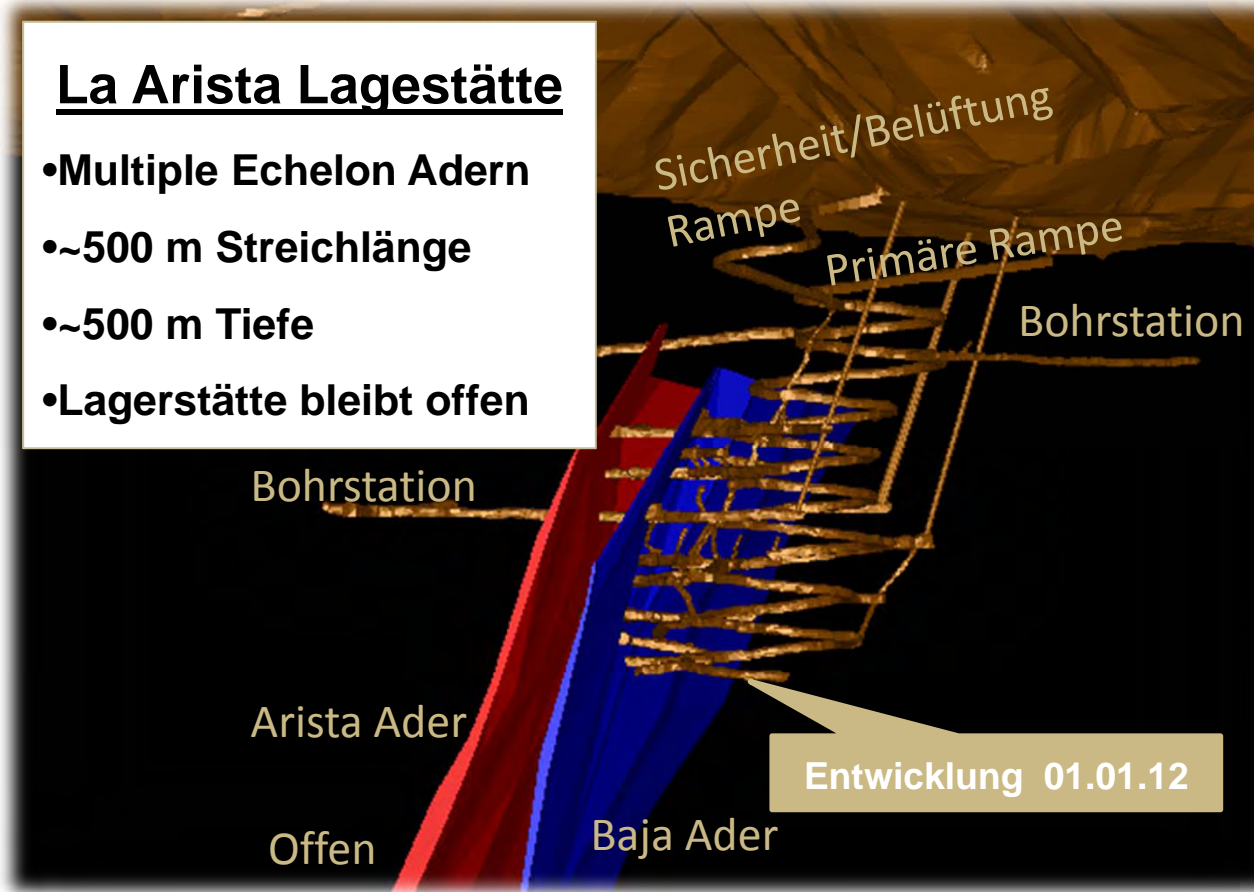 La Arista Lagestätte
•Multiple Echelon Adern
•~500 m Streichlänge
•~500 m Tiefe
•Lagerstätte bleibt offen
Sicherheit/Belüftung
Rampe
Primäre Rampe
Bohrstation
Bohrstation
Arista Ader
Entwicklung 01.01.12
Baja Ader
Offen